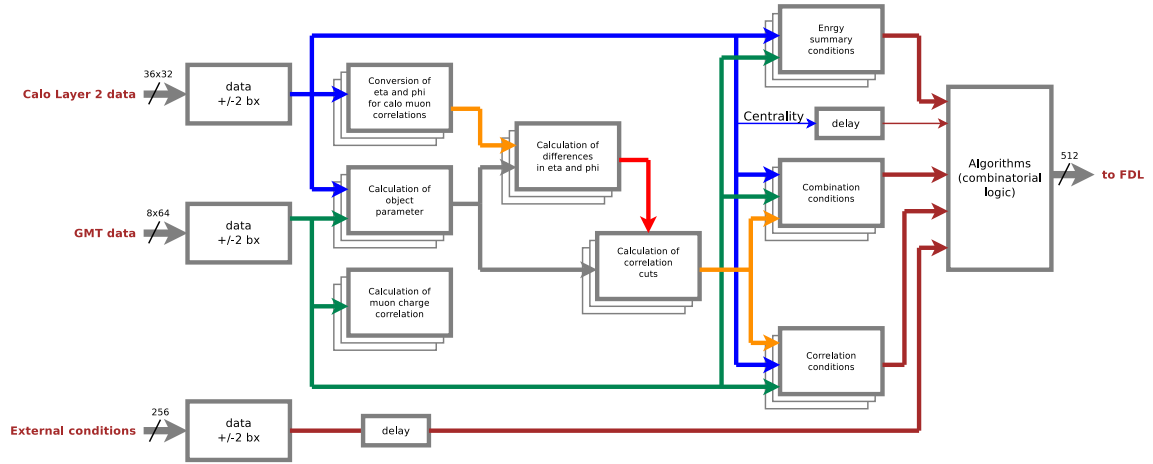 36x32
Calo Layer 2 data
data
+/-2 bx
Conversion of
eta and phi
for calo muon
correlations
Enrgy
summary
conditions
Centrality
delay
Calculation of
differences
in eta and phi
Algorithms
(combinatorial
logic)
512
to FDL
8x64
GMT data
data
+/-2 bx
Calculation of
object
parameter
Combination
conditions
Calculation of
correlation
cuts
Calculation of
muon charge
correlation
Correlation
conditions
256
External conditions
data
+/-2 bx
delay